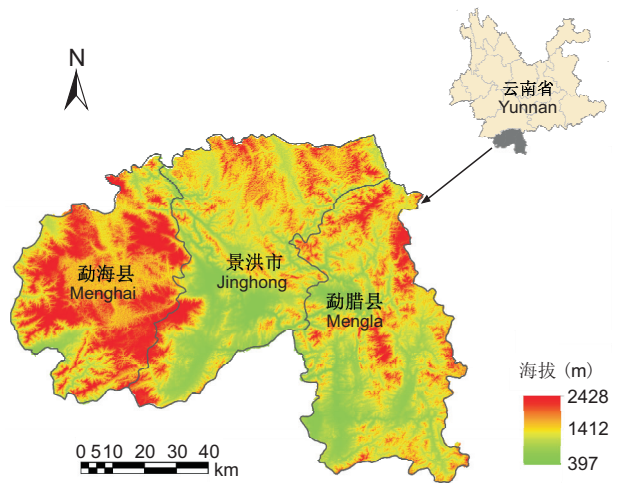 N
云南省
Yunnan
勐海县
Menghai
景洪市
Jinghong
勐腊县
Mengla
海拔 (m)
2428
1412
397
0 5 10 20 30 40
km